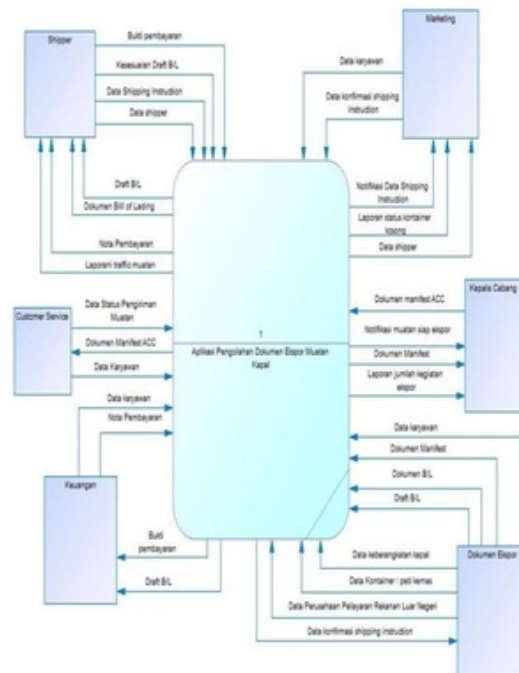 Shipper
Bukti pembayaran
Kesesuaian Draft B/L
Data Shipping Instruction
Data shipper
Draft B/L
Dokumen Bill of Lading
Nota Pembayaran
Laporani traffic muatan
Marketing
Data karyawan
Data konfirmasi shipping
instruction
Notifikasi Data Shipping
Instruction
Laporan status kontainer
kosong
Data shipper
Customer Service
Data Status Pengiriman
Muatan
Dokumen Manifest ACC
Data Karyawan
1
Aplikasi Pengolahan Dokumen Ekspor Muatan
Kapal
Kepala Cabang
Dokumen manifest ACC
Notifikasi muatan siap ekspor
Dokumen Manifest
Laporan jumlah kegiatan
ekspor
Keuangan
Data karyawan
Nota Pembayaran
Bukti
pembayaran
Draft B/L
Dokumen Ekspor
Data karyawan
Dokumen Manifest
Dokumen B/L
Draft B/L
Data keberangkatan kapal
Data Kontainer / peti kemas
Data Perusahaan Pelayaran Rekanan Luar Negeri
Data konfirmasi shipping instruction